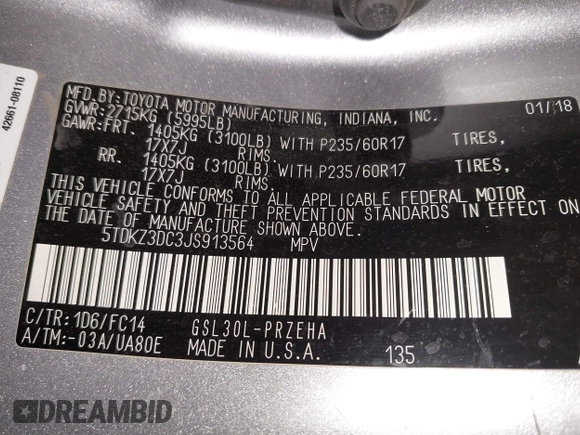 42661-08110
MFD.BY:TOYOTA MOTOR MANUFACTURING, INDIANA, INC. 01/18
GVWR:2715KG (5995LB)
GAWR:FRT. 1405KG (3100LB) WITH P235/60R17 TIRES,
17X7J RIMS.
RR. 1405KG (3100LB) WITH P235/60R17 TIRES,
17X7J RIMS.
THIS VEHICLE CONFORMS TO ALL APPLICABLE FEDERAL MOTOR
VEHICLE SAFETY AND THEFT PREVENTION STANDARDS IN EFFECT ON
THE DATE OF MANUFACTURE SHOWN ABOVE.
5TDKZ3DC3JS913564 MPV
C/TR:1D6/FC14 GSL30L-PRZEHA
A/TM:-03A/UA80E MADE IN U.S.A. 135
DREAMBID